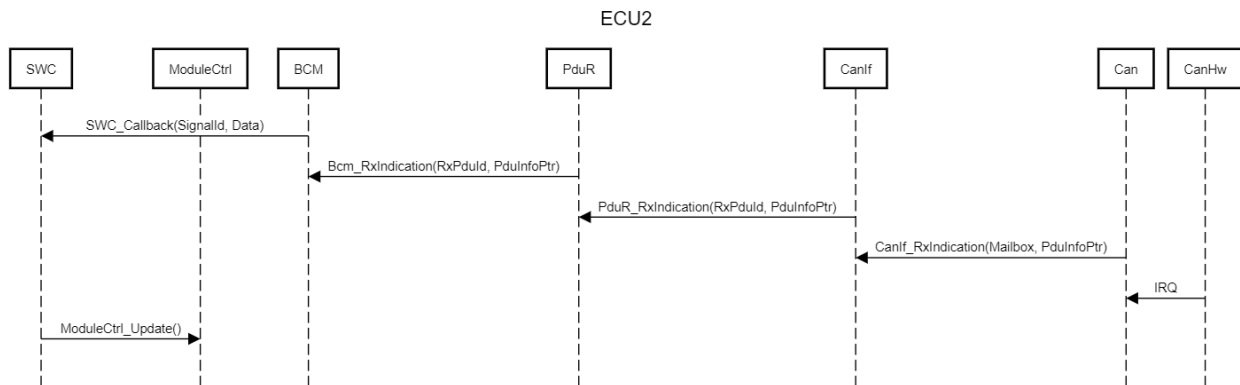 ECU2
SWC
ModuleCtrl
BCM
PduR
CanIf
Can
CanHw
SWC_Callback(SignalId, Data)
Bcm_RxIndication(RxPduId, PduInfoPtr)
PduR_RxIndication(RxPduId, PduInfoPtr)
CanIf_RxIndication(Mailbox, PduInfoPtr)
IRQ
ModuleCtrl_Update()